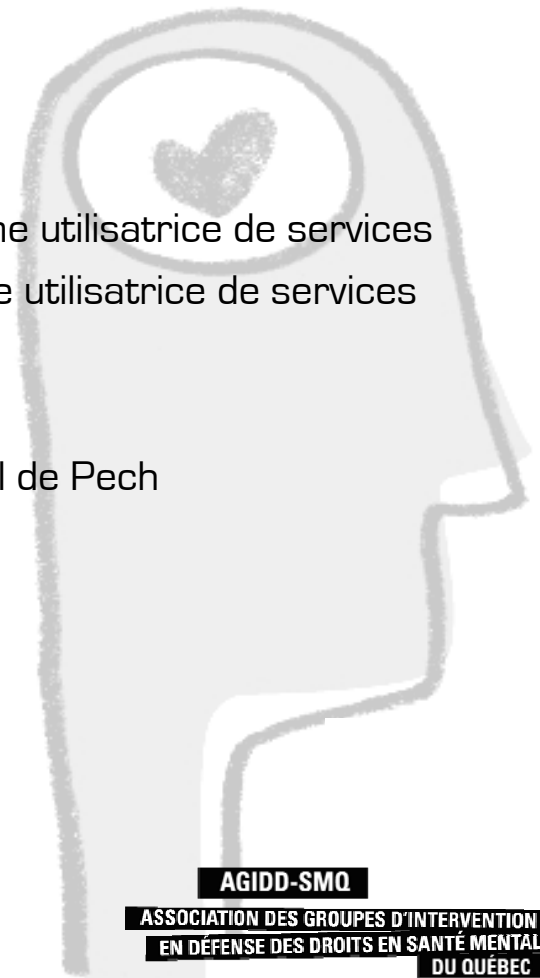 ne utilisatrice de services
e utilisatrice de services
l de Pech
AGIDD-SMQ
ASSOCIATION DES GROUPES D'INTERVENTION
EN DÉFENSE DES DROITS EN SANTÉ MENTAL
DU QUÉBEC